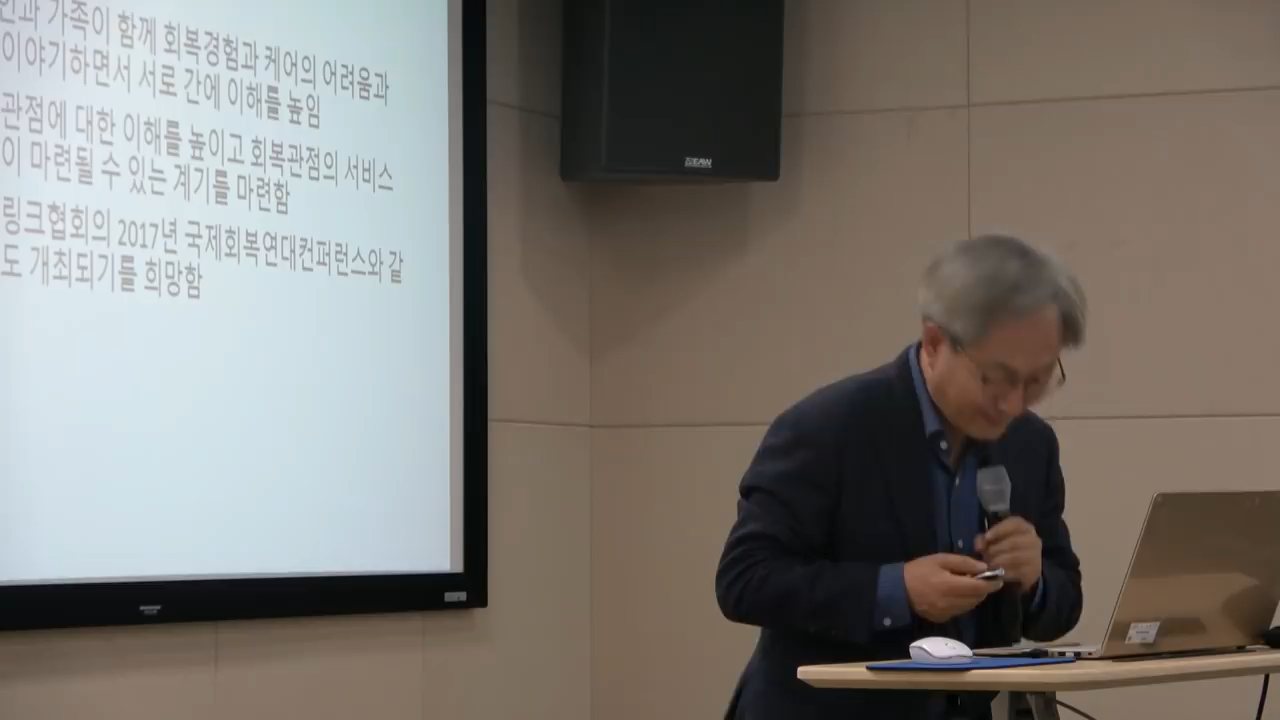 인과 가족이 함께 회복경험과 케어의 어려움과
이야기하면서 서로 간에 이해를 높임
관점에 대한 이해를 높이고 회복관점의 서비스
이 마련될 수 있는 계기를 마련함
링크협회의 2017년 국제회복연대컨퍼런스와 같
도 개최되기를 희망함
EAW